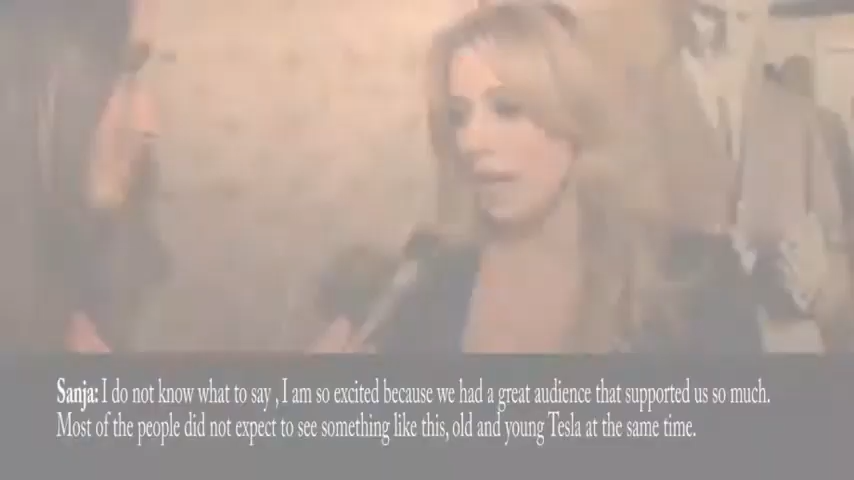 Sanja: I do not know what to say , I am so excited because we had a great audience that supported us so much.
Most of the people did not expect to see something like this, old and young Tesla at the same time.